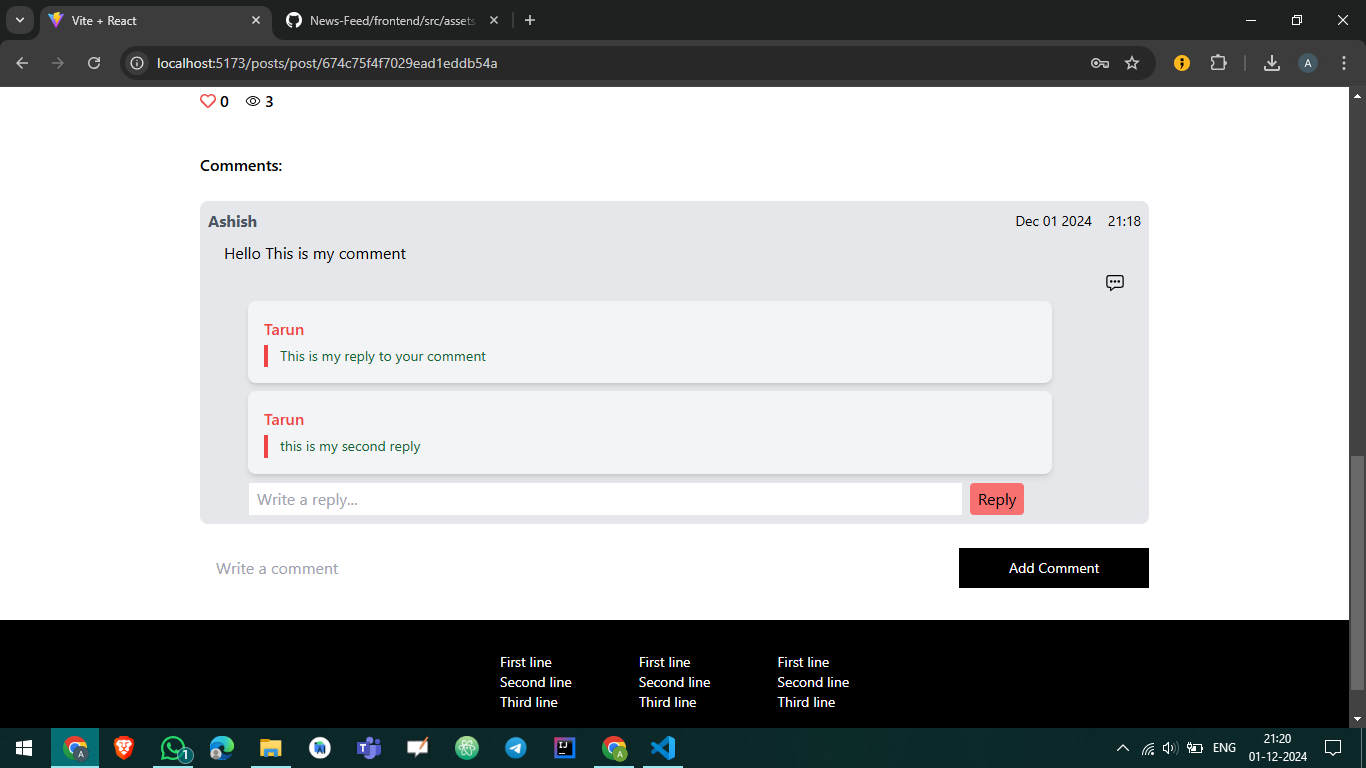 Vite + React
News-Feed/frontend/src/assets
localhost:5173/posts/post/674c75f4f7029ead1eddb54a
A
0 3
Comments:
Ashish Dec 01 2024 21:18
Hello This is my comment
Tarun
This is my reply to your comment
Tarun
this is my second reply
Write a reply... Reply
Write a comment Add Comment
First line First line First line
Second line Second line Second line
Third line Third line Third line
1
ENG
21:20
01-12-2024